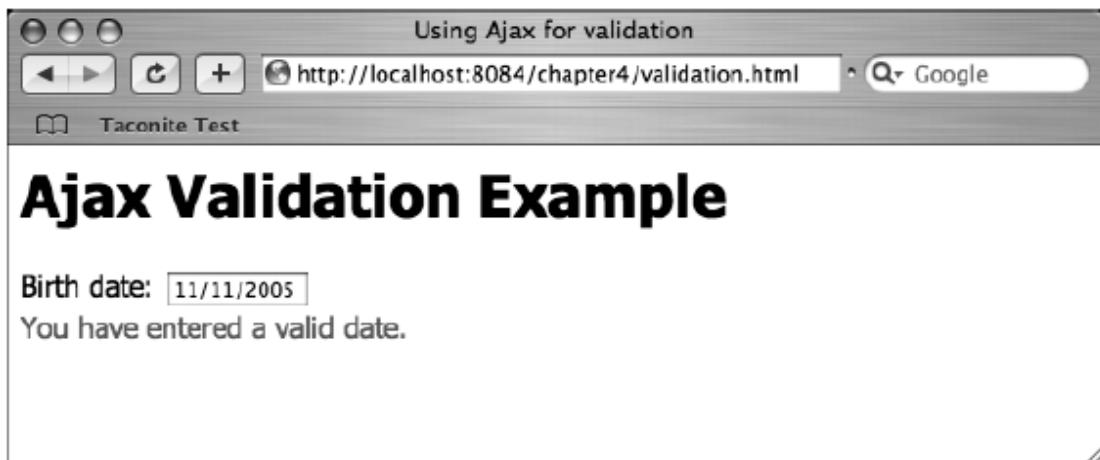 Using Ajax for validation
http://localhost:8084/chapter4/validation.html
Google
Taconite Test
Ajax Validation Example
Birth date: 11/11/2005
You have entered a valid date.